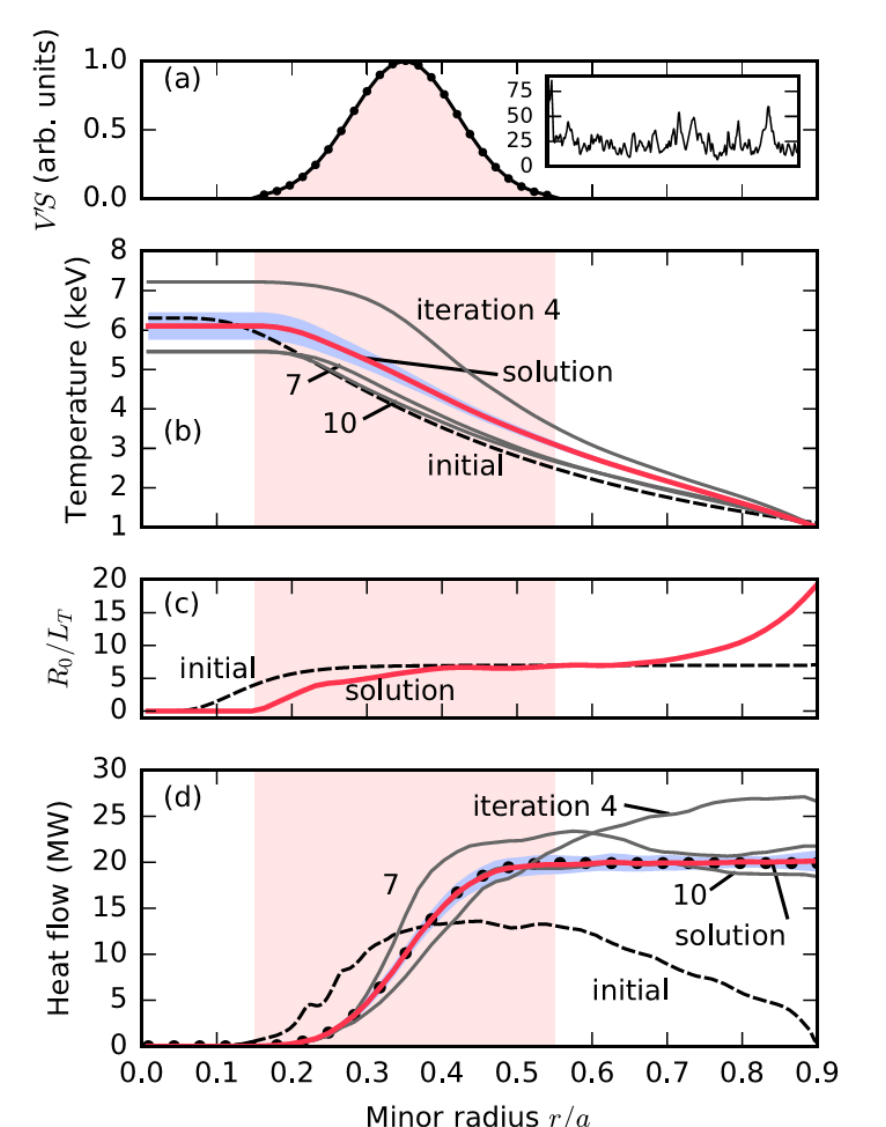 V'S (arb. units)
1.0
0.5
0.0
(a)
75
50
25
0
Temperature (keV)
8
7
6
5
4
3
2
1
iteration 4
solution
7
10
(b)
initial
R₀/L_T
20
15
10
5
0
(c)
initial
solution
Heat flow (MW)
30
25
20
15
10
5
0
(d)
iteration 4
7
10
solution
initial
0.0 0.1 0.2 0.3 0.4 0.5 0.6 0.7 0.8 0.9
Minor radius r/a